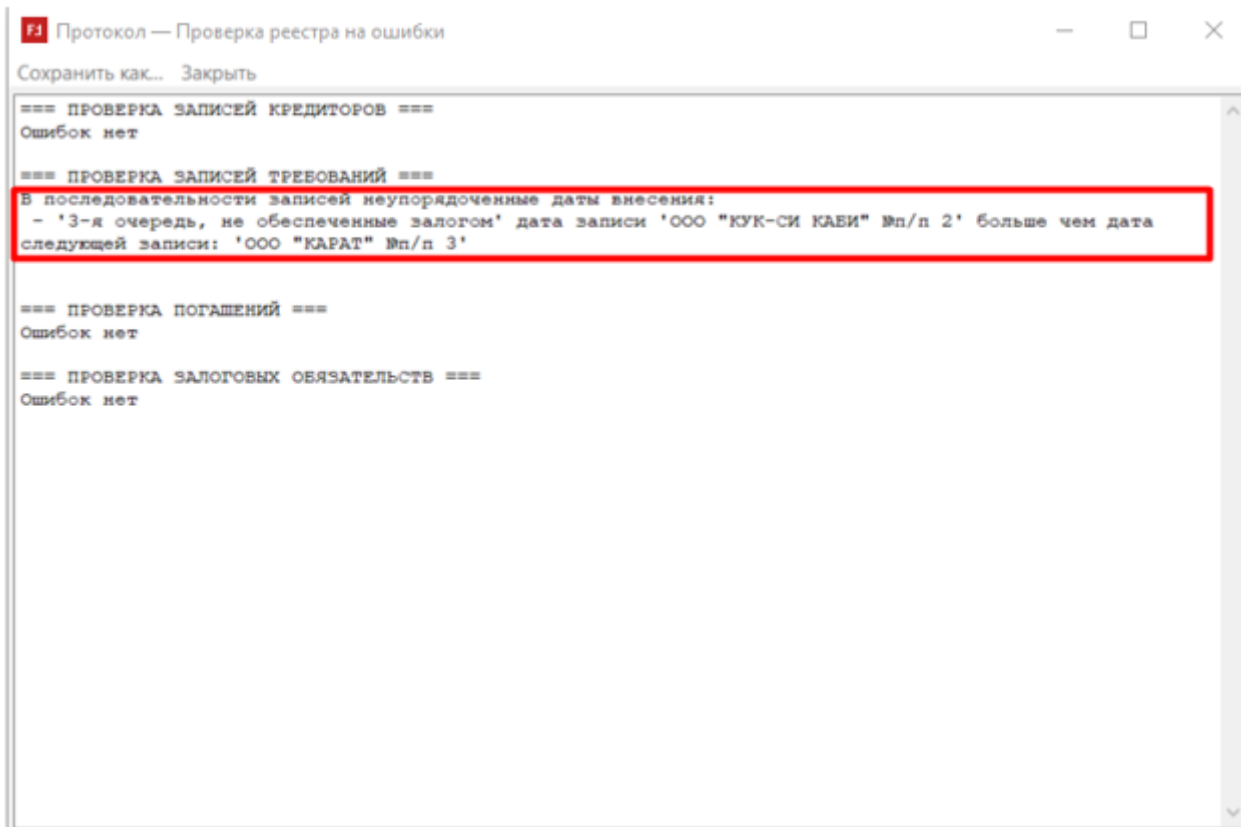 FJ Протокол — Проверка реестра на ошибки
Сохранить как... Закрыть
=== ПРОВЕРКА ЗАПИСЕЙ КРЕДИТОРОВ ===
Ошибок нет
=== ПРОВЕРКА ЗАПИСЕЙ ТРЕБОВАНИЙ ===
В последовательности записей неупорядоченные даты внесения:
- '3-я очередь, не обеспеченные залогом' дата записи 'ООО "КУК-СИ КАБИ" №п/п 2' больше чем дата
следующей записи: 'ООО "КАРАТ" №п/п 3'
=== ПРОВЕРКА ПОГАШЕНИЙ ===
Ошибок нет
=== ПРОВЕРКА ЗАЛОГОВЫХ ОБЯЗАТЕЛЬСТВ ===
Ошибок нет